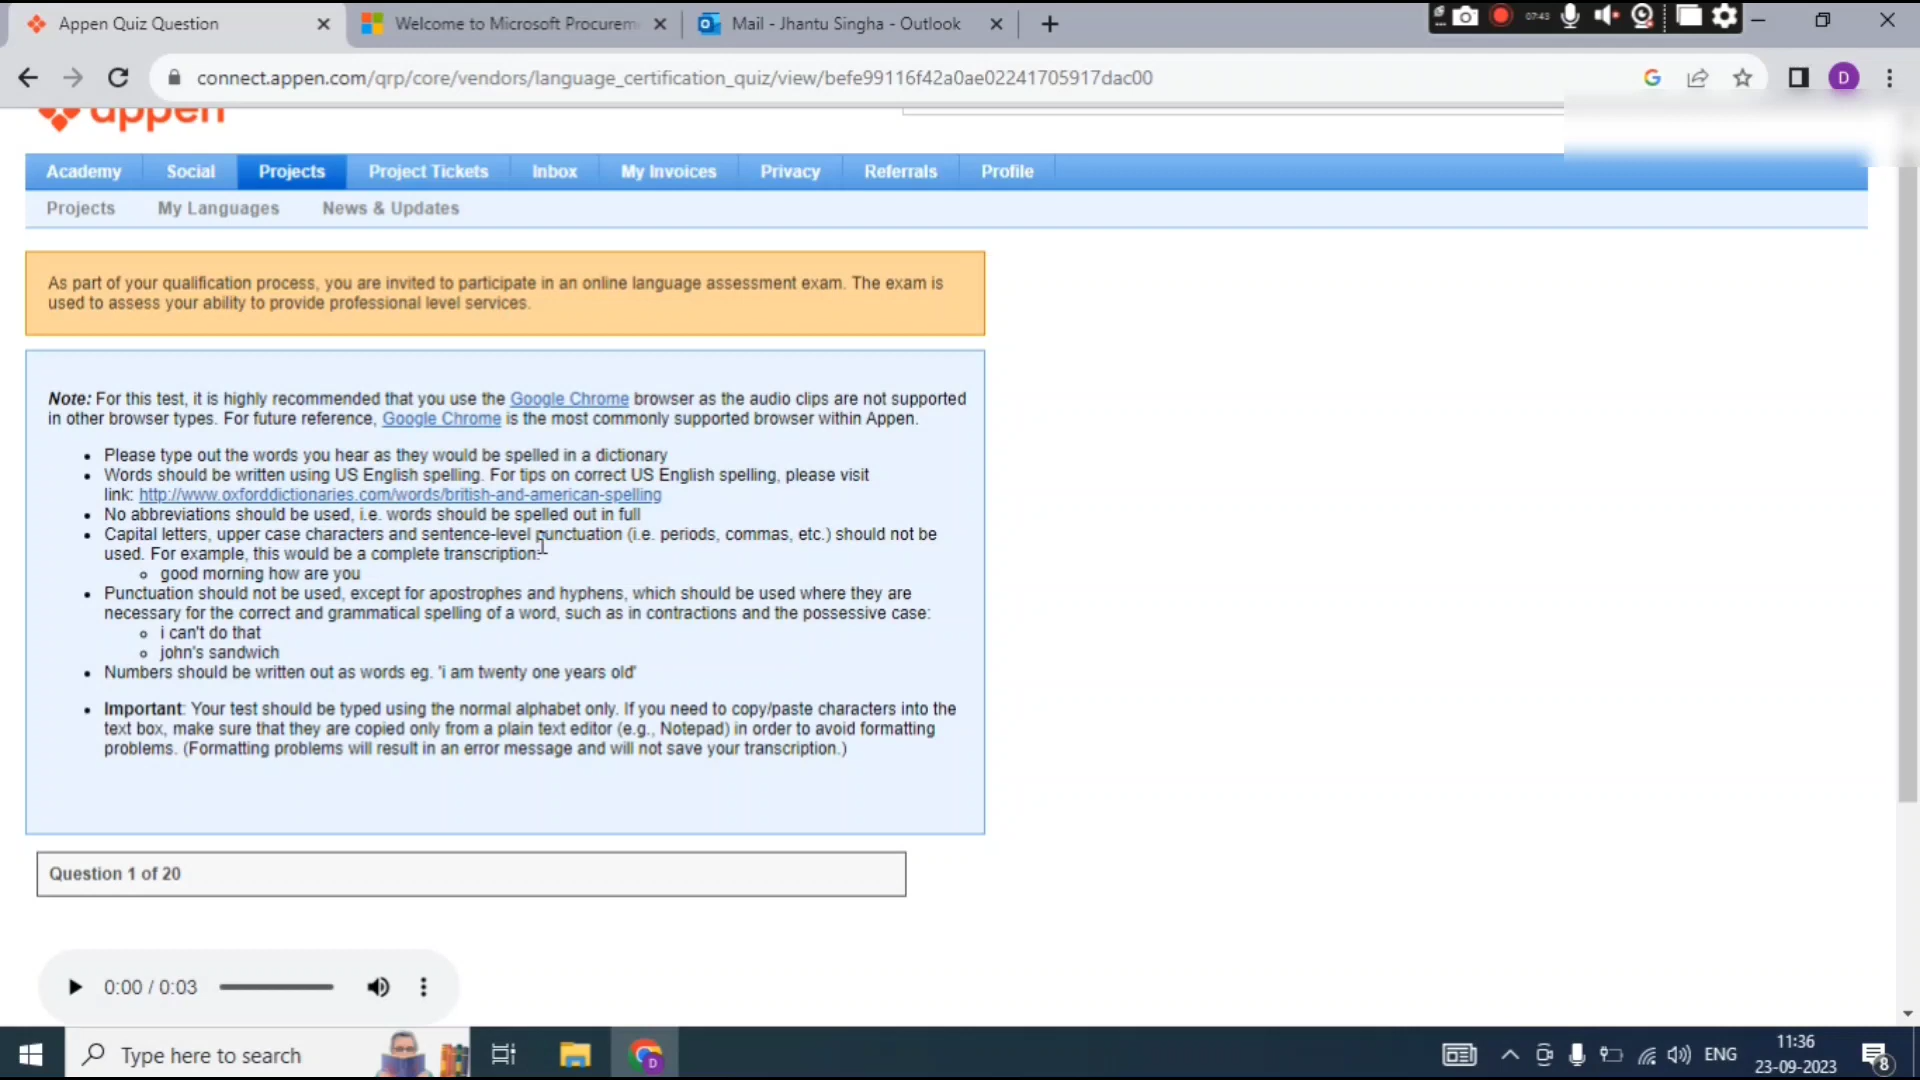 Appen Quiz Question
Welcome to Microsoft Procurem
Mail - Jhantu Singha - Outlook
07:43
connect.appen.com/qrp/core/vendors/language_certification_quiz/view/befe99116f42a0ae02241705917dac00
D
appen
Academy Social Projects Project Tickets Inbox My Invoices Privacy Referrals Profile
Projects My Languages News & Updates
As part of your qualification process, you are invited to participate in an online language assessment exam. The exam is
used to assess your ability to provide professional level services.
Note: For this test, it is highly recommended that you use the Google Chrome browser as the audio clips are not supported
in other browser types. For future reference, Google Chrome is the most commonly supported browser within Appen.
• Please type out the words you hear as they would be spelled in a dictionary
• Words should be written using US English spelling. For tips on correct US English spelling, please visit
link: http://www.oxforddictionaries.com/words/british-and-american-spelling
• No abbreviations should be used, i.e. words should be spelled out in full
• Capital letters, upper case characters and sentence-level punctuation (i.e. periods, commas, etc.) should not be
used. For example, this would be a complete transcription:
○ good morning how are you
• Punctuation should not be used, except for apostrophes and hyphens, which should be used where they are
necessary for the correct and grammatical spelling of a word, such as in contractions and the possessive case:
○ i can't do that
○ john's sandwich
• Numbers should be written out as words eg. 'i am twenty one years old'
• Important: Your test should be typed using the normal alphabet only. If you need to copy/paste characters into the
text box, make sure that they are copied only from a plain text editor (e.g., Notepad) in order to avoid formatting
problems. (Formatting problems will result in an error message and will not save your transcription.)
Question 1 of 20
0:00 / 0:03
Type here to search
D
ENG
11:36
23-09-2023
8